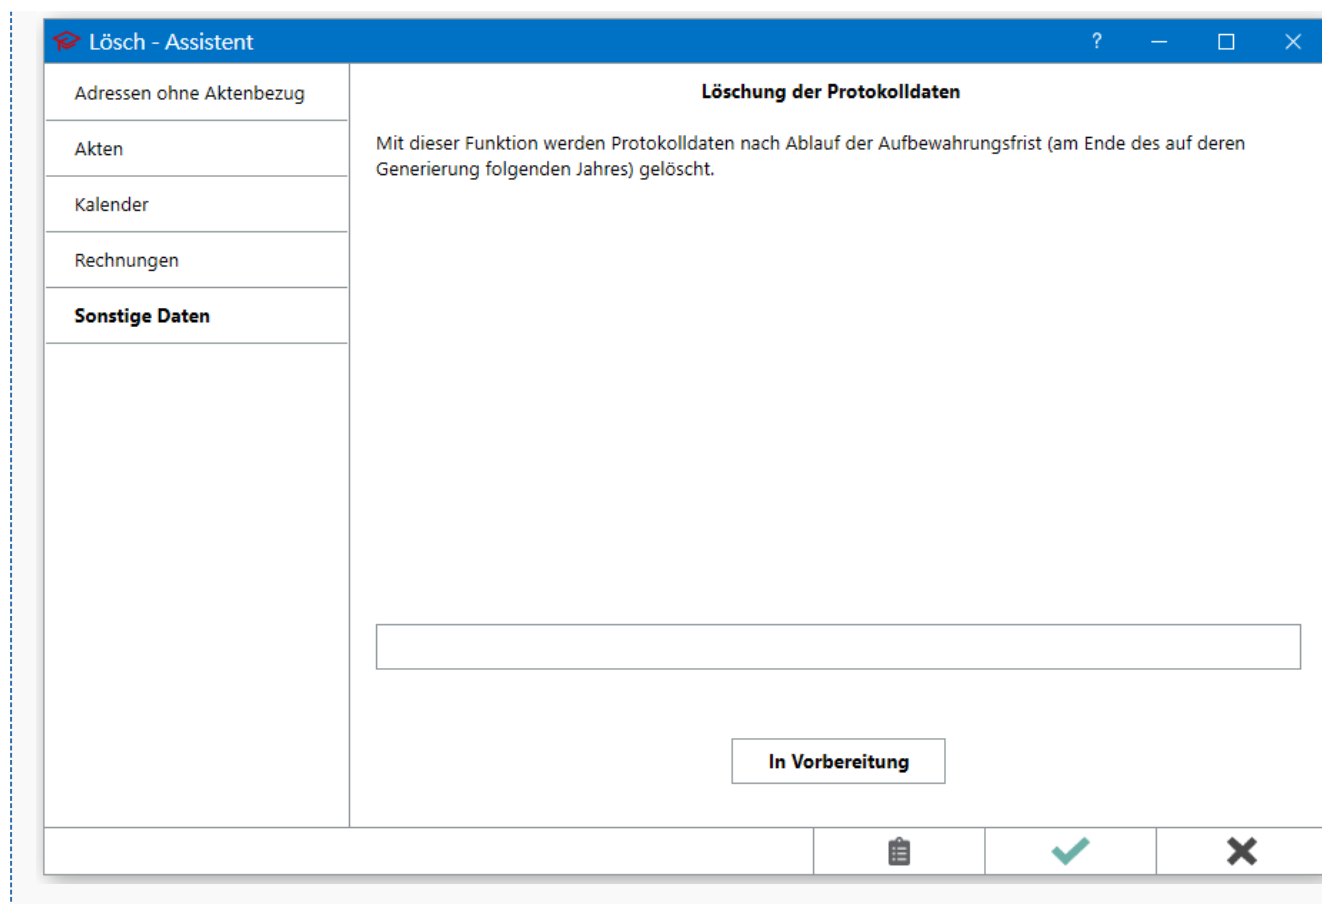 Lösch - Assistent
Adressen ohne Aktenbezug
Akten
Kalender
Rechnungen
Sonstige Daten
Löschung der Protokolldaten
Mit dieser Funktion werden Protokolldaten nach Ablauf der Aufbewahrungsfrist (am Ende des auf deren
Generierung folgenden Jahres) gelöscht.
In Vorbereitung